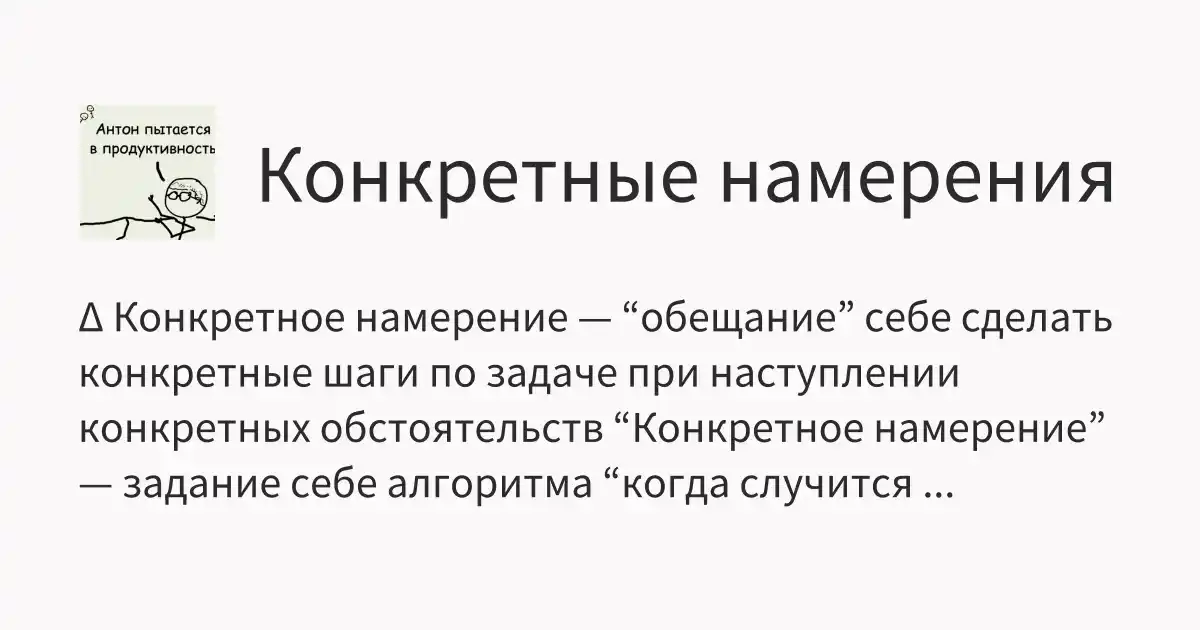 Антон пытается
в продуктивность
Конкретные намерения
Δ Конкретное намерение — “обещание” себе сделать
конкретные шаги по задаче при наступлении
конкретных обстоятельств “Конкретное намерение”
— задание себе алгоритма “когда случится ...